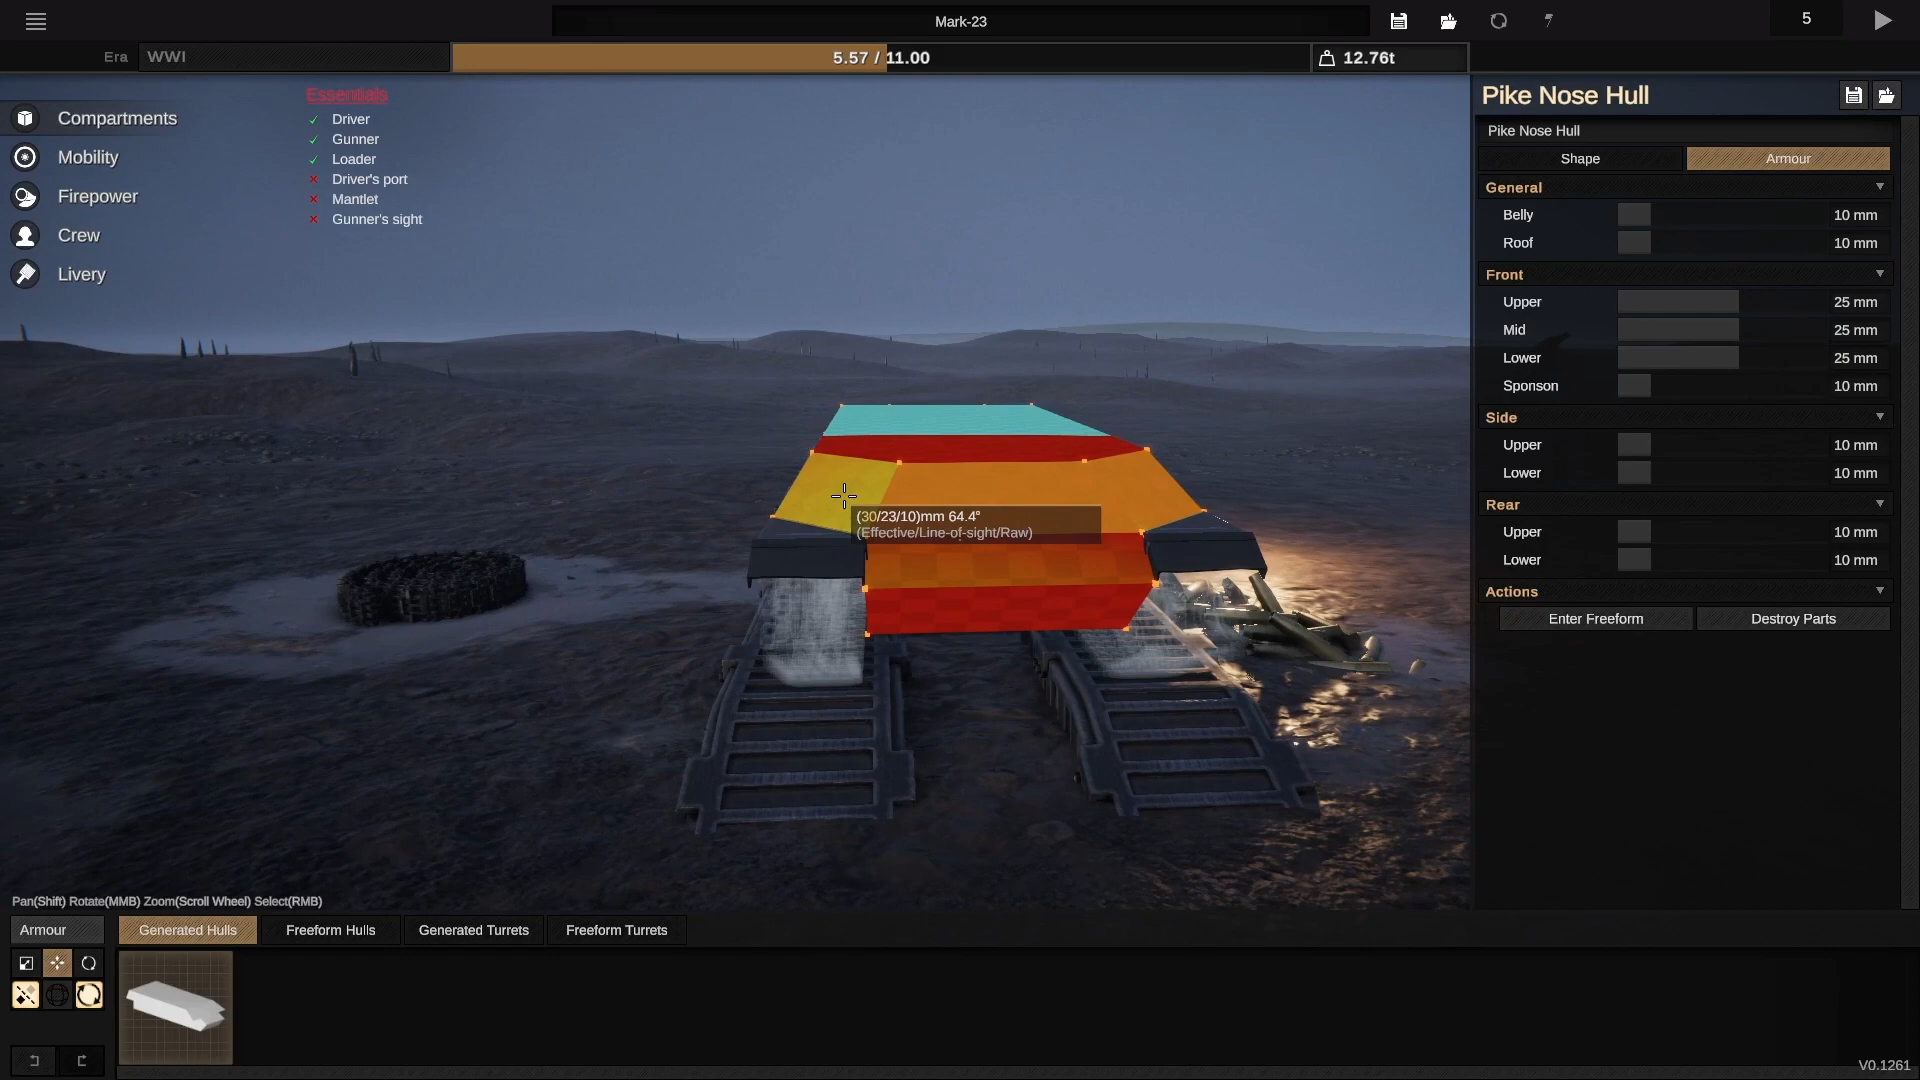 Mark-23
5
Era
WWI
5.57 / 11.00
12.76t
Compartments
Mobility
Firepower
Crew
Livery
Essentials
Driver
Gunner
Loader
Driver's port
Mantlet
Gunner's sight
Pike Nose Hull
Pike Nose Hull
Shape
Armour
General
Belly 10 mm
Roof 10 mm
Front
Upper 25 mm
Mid 25 mm
Lower 25 mm
Sponson 10 mm
Side
Upper 10 mm
Lower 10 mm
Rear
Upper 10 mm
Lower 10 mm
Actions
Enter Freeform
Destroy Parts
(30/23/10)mm 64.4°
(Effective/Line-of-sight/Raw)
Pan(Shift) Rotate(MMB) Zoom(Scroll Wheel) Select(RMB)
Armour
Generated Hulls
Freeform Hulls
Generated Turrets
Freeform Turrets
V0.1261